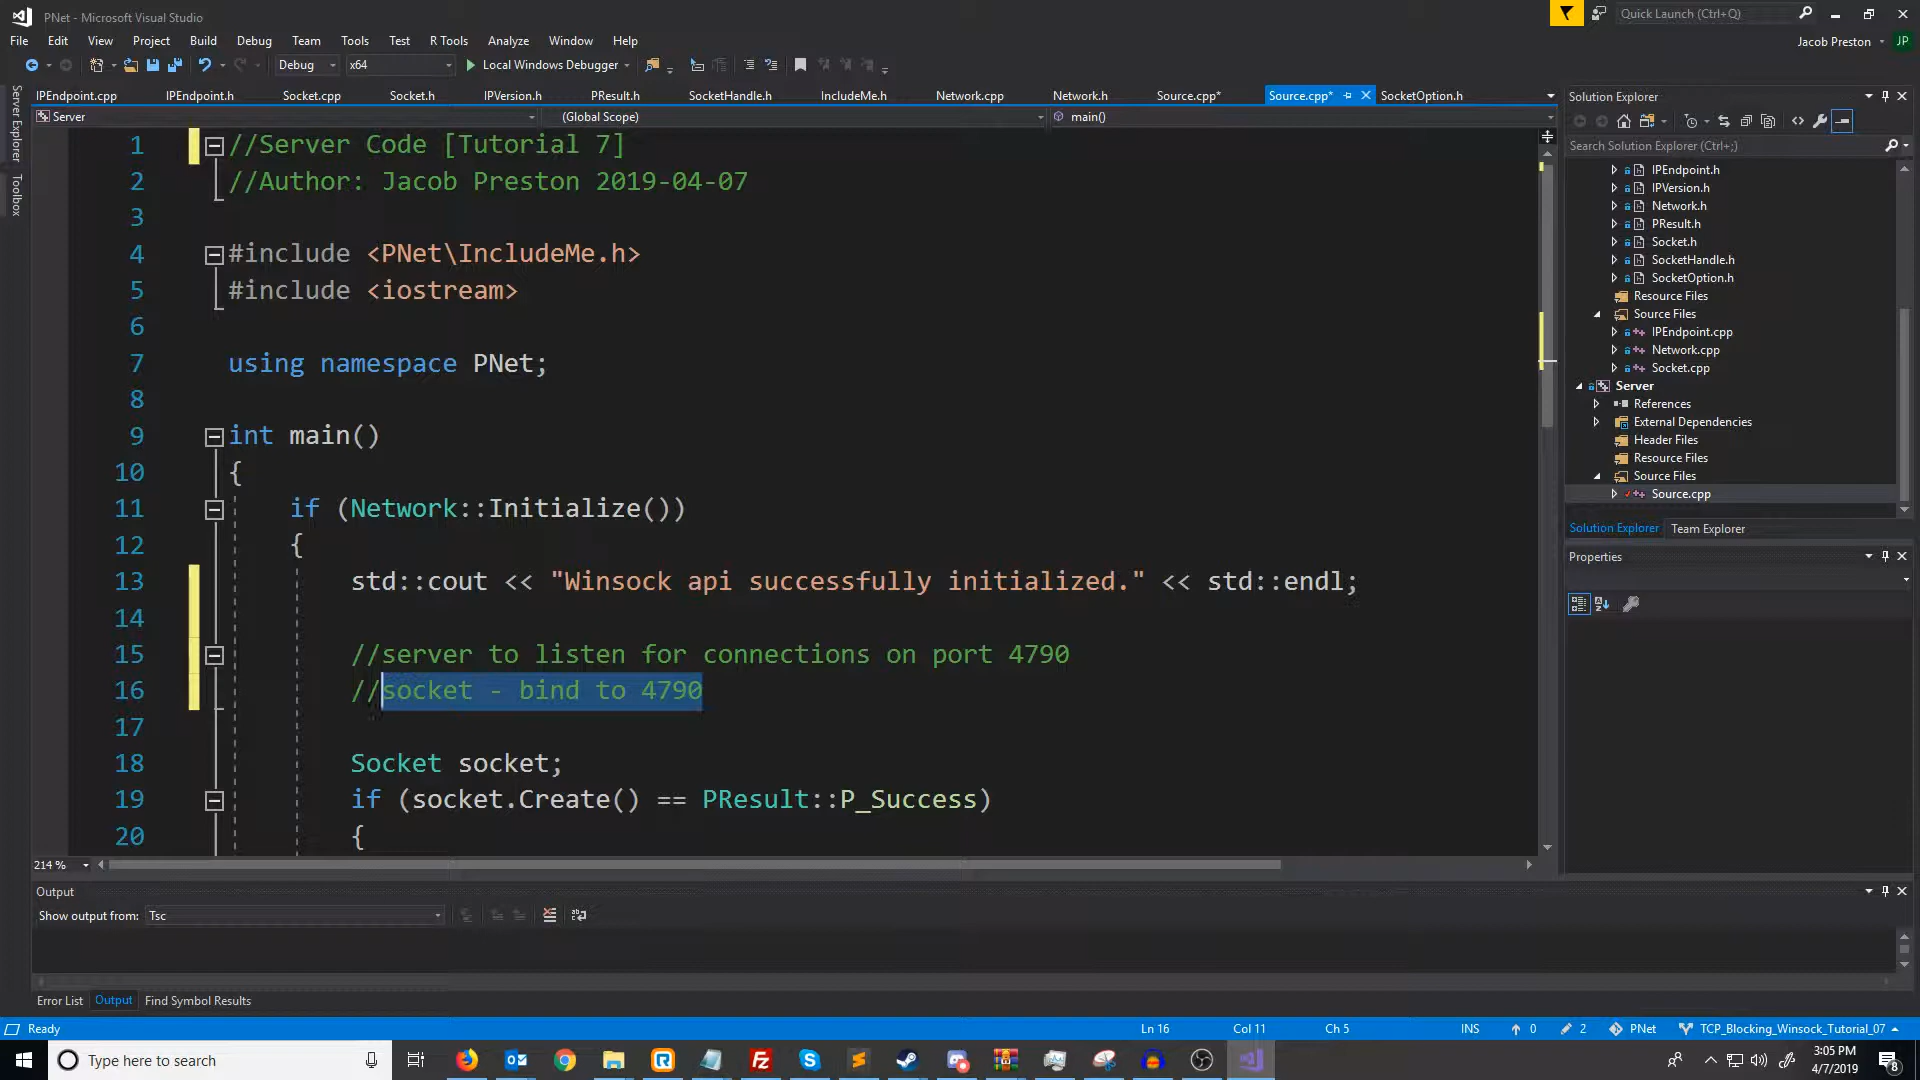 PNet - Microsoft Visual Studio
Quick Launch (Ctrl+Q)
File Edit View Project Build Debug Team Tools Test R Tools Analyze Window Help
Jacob Preston JP
Debug x64 Local Windows Debugger
Server Explorer
Toolbox
IPEndpoint.cpp IPEndpoint.h Socket.cpp Socket.h IPVersion.h PResult.h SocketHandle.h IncludeMe.h Network.cpp Network.h Source.cpp* Source.cpp* SocketOption.h
Server (Global Scope) main()
1 //Server Code [Tutorial 7]
2 //Author: Jacob Preston 2019-04-07
3
4 #include <PNet\IncludeMe.h>
5 #include <iostream>
6
7 using namespace PNet;
8
9 int main()
10 {
11 if (Network::Initialize())
12 {
13 std::cout << "Winsock api successfully initialized." << std::endl;
14
15 //server to listen for connections on port 4790
16 //socket - bind to 4790
17
18 Socket socket;
19 if (socket.Create() == PResult::P_Success)
20 {
214 %
Solution Explorer
Search Solution Explorer (Ctrl+;)
IPEndpoint.h
IPVersion.h
Network.h
PResult.h
Socket.h
SocketHandle.h
SocketOption.h
Resource Files
Source Files
IPEndpoint.cpp
Network.cpp
Socket.cpp
Server
References
External Dependencies
Header Files
Resource Files
Source Files
Source.cpp
Solution Explorer Team Explorer
Properties
Output
Show output from: Tsc
Error List Output Find Symbol Results
Ready Ln 16 Col 11 Ch 5 INS 0 2 PNet TCP_Blocking_Winsock_Tutorial_07
Type here to search
3:05 PM
4/7/2019
8